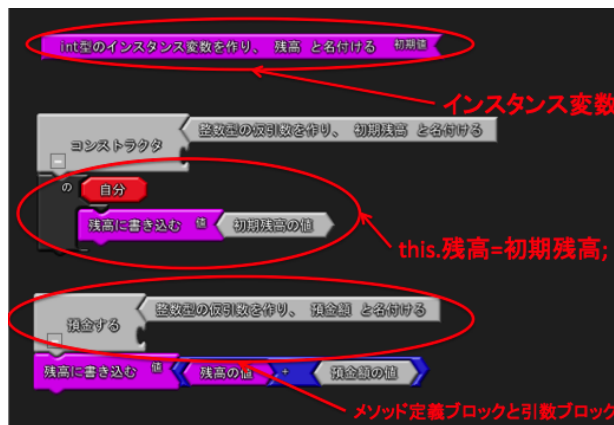 int型のインスタンス変数を作り、 残高 と名付ける 初期値
インスタンス変数
整数型の仮引数を作り、 初期残高 と名付ける
コンストラクタ
の 自分
残高に書き込む 値 初期残高の値
this.残高=初期残高;
整数型の仮引数を作り、 預金額 と名付ける
預金する
残高に書き込む 値 残高の値 + 預金額の値
メソッド定義ブロックと引数ブロック